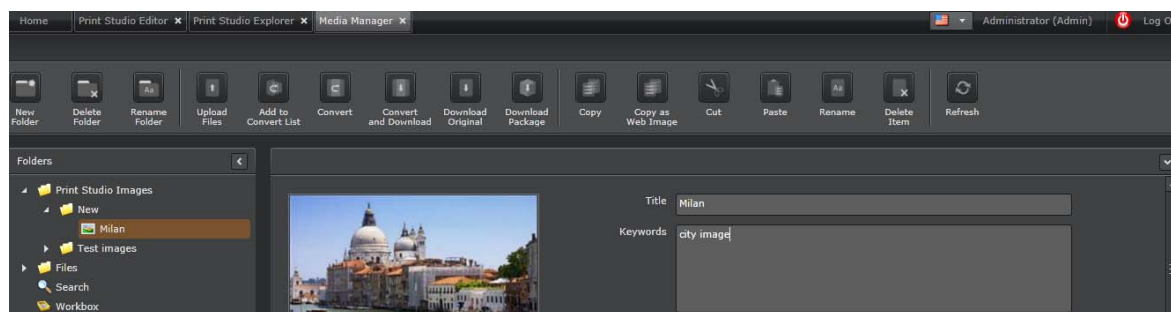 Home Print Studio Editor × Print Studio Explorer × Media Manager × Administrator (Admin) Log O
New Folder Delete Folder Rename Folder Upload Files Add to Convert List Convert Convert and Download Download Original Download Package Copy Copy as Web Image Cut Paste Rename Delete Item Refresh
Folders
Print Studio Images
New
Milan
Test images
Files
Search
Workbox
Title Milan
Keywords city image